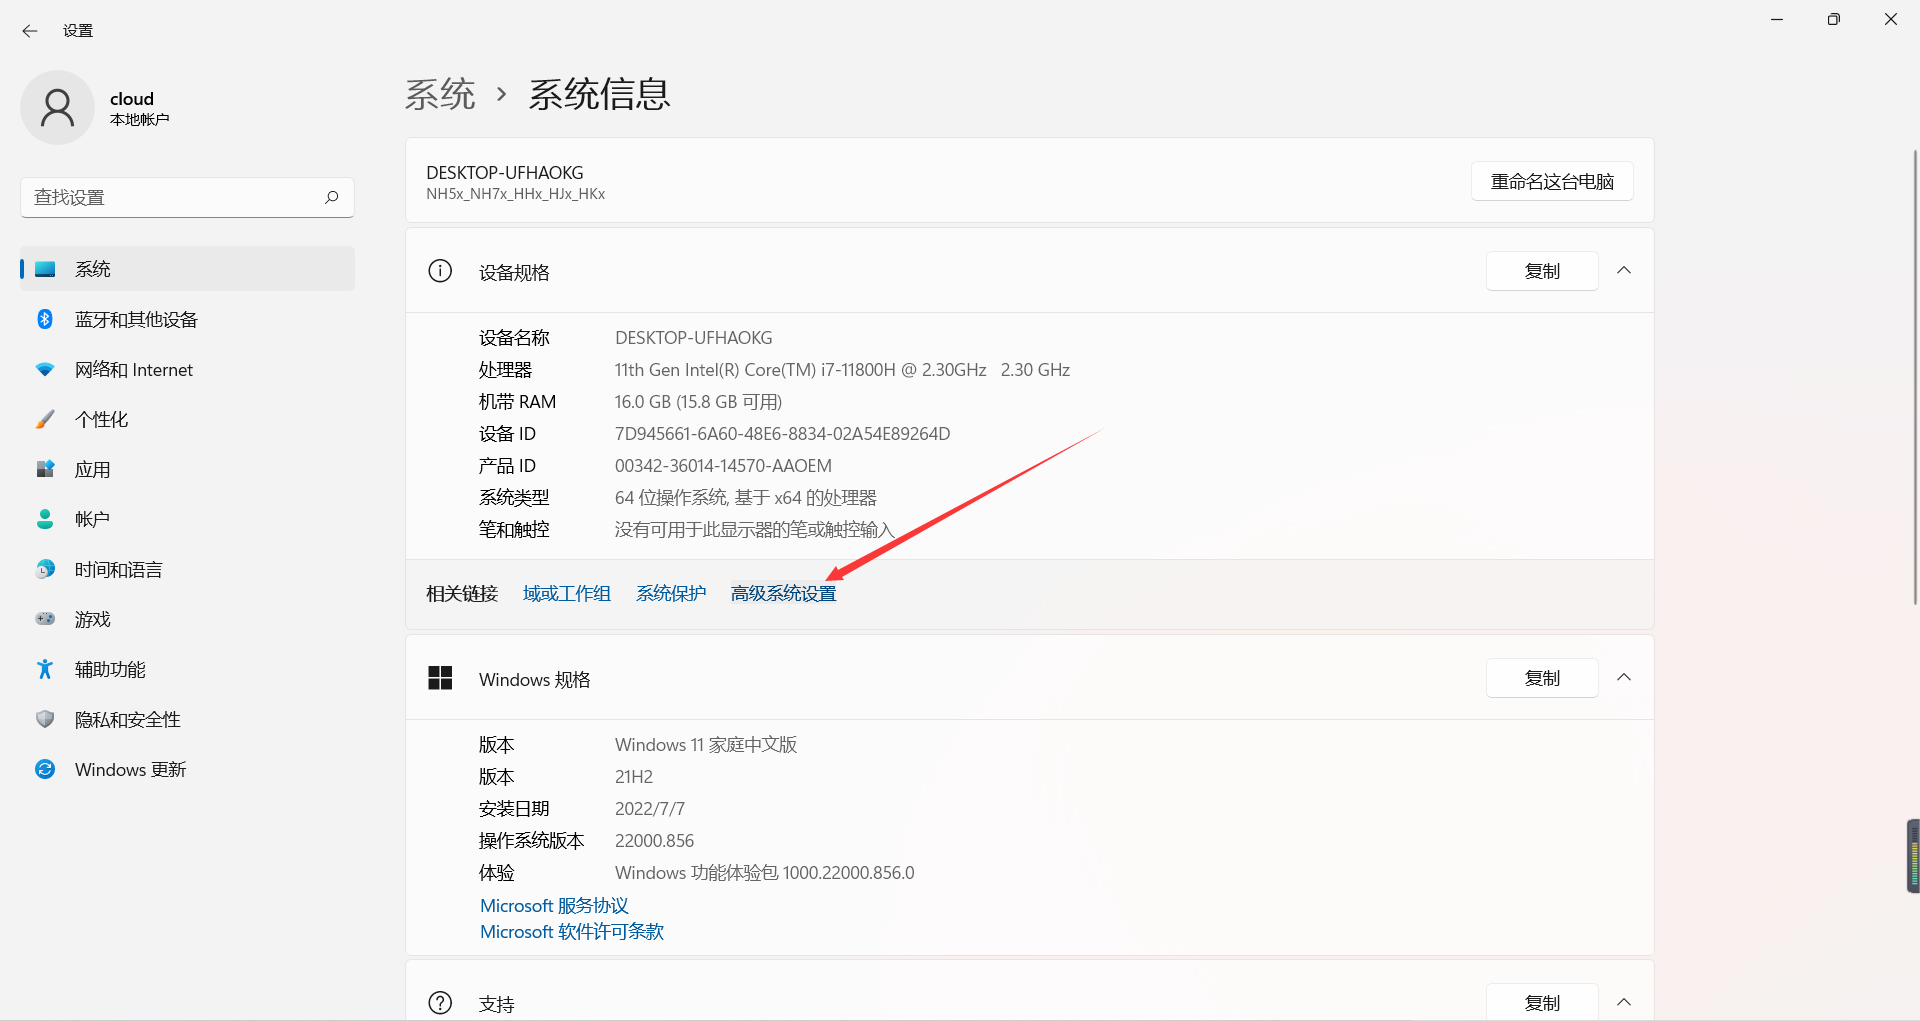 设置
cloud
本地帐户
查找设置
系统
蓝牙和其他设备
网络和 Internet
个性化
应用
帐户
时间和语言
游戏
辅助功能
隐私和安全性
Windows 更新
系统 › 系统信息
DESKTOP-UFHAOKG
NH5x_NH7x_HHx_HJx_HKx
重命名这台电脑
设备规格
复制
设备名称 DESKTOP-UFHAOKG
处理器 11th Gen Intel(R) Core(TM) i7-11800H @ 2.30GHz 2.30 GHz
机带 RAM 16.0 GB (15.8 GB 可用)
设备 ID 7D945661-6A60-48E6-8834-02A54E89264D
产品 ID 00342-36014-14570-AAOEM
系统类型 64 位操作系统, 基于 x64 的处理器
笔和触控 没有可用于此显示器的笔或触控输入
相关链接 域或工作组 系统保护 高级系统设置
Windows 规格
复制
版本 Windows 11 家庭中文版
版本 21H2
安装日期 2022/7/7
操作系统版本 22000.856
体验 Windows 功能体验包 1000.22000.856.0
Microsoft 服务协议
Microsoft 软件许可条款
支持
复制